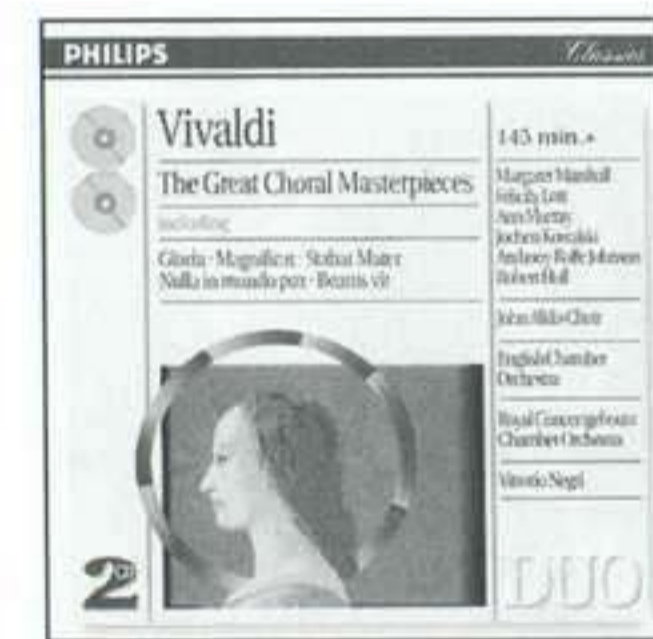 PHILIPS
Classics
Vivaldi
The Great Choral Masterpieces
including
Gloria · Magnificat · Stabat Mater
Nulla in mundo pax · Beatus vir
143 min.+
Margaret Marshall
Felicity Lott
Ann Murray
Jochen Kowalski
Anthony Rolfe Johnson
Robert Holl
John Alldis Choir
English Chamber
Orchestra
Royal Concertgebouw
Chamber Orchestra
Vittorio Negri
2CD
DUO